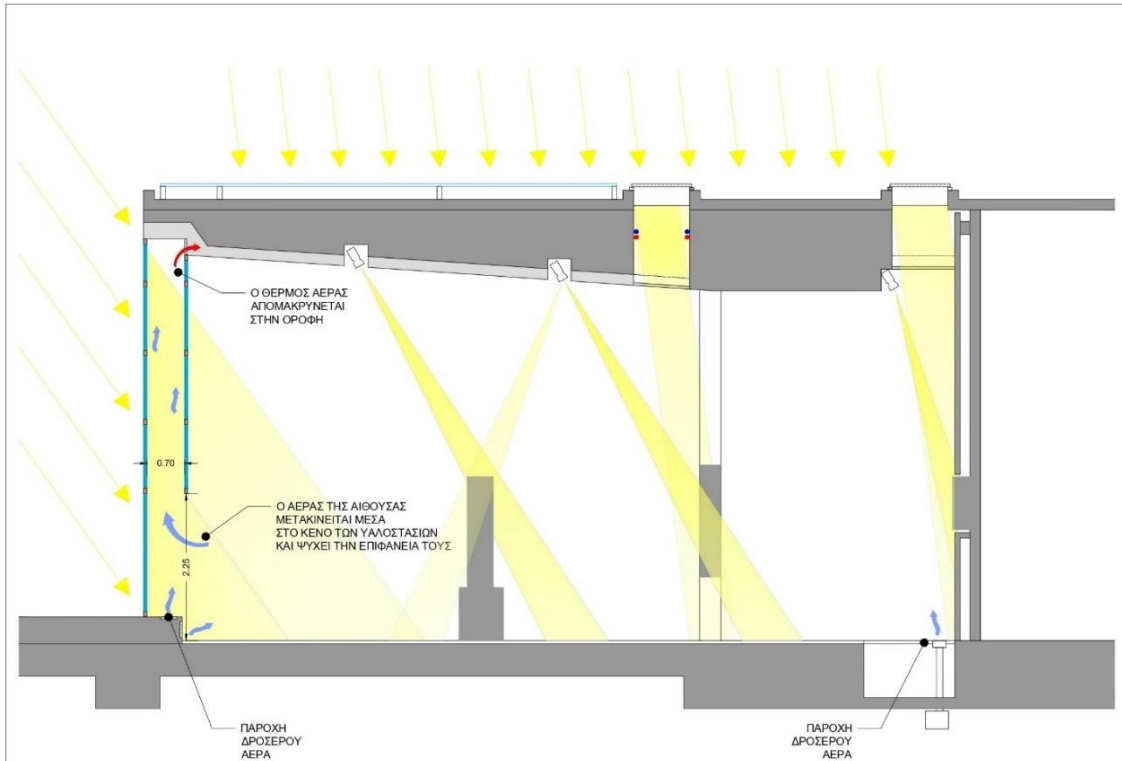 Ο ΘΕΡΜΟΣ ΑΕΡΑΣ
ΑΠΟΜΑΚΡΥΝΕΤΑΙ
ΣΤΗΝ ΟΡΟΦΗ
0.70
Ο ΑΕΡΑΣ ΤΗΣ ΑΙΘΟΥΣΑΣ
ΜΕΤΑΚΙΝΕΙΤΑΙ ΜΕΣΑ
ΣΤΟ ΚΕΝΟ ΤΩΝ ΥΑΛΟΣΤΑΣΙΩΝ
ΚΑΙ ΨΥΧΕΙ ΤΗΝ ΕΠΙΦΑΝΕΙΑ ΤΟΥΣ
2.25
ΠΑΡΟΧΗ
ΔΡΟΣΕΡΟΥ
ΑΕΡΑ
ΠΑΡΟΧΗ
ΔΡΟΣΕΡΟΥ
ΑΕΡΑ